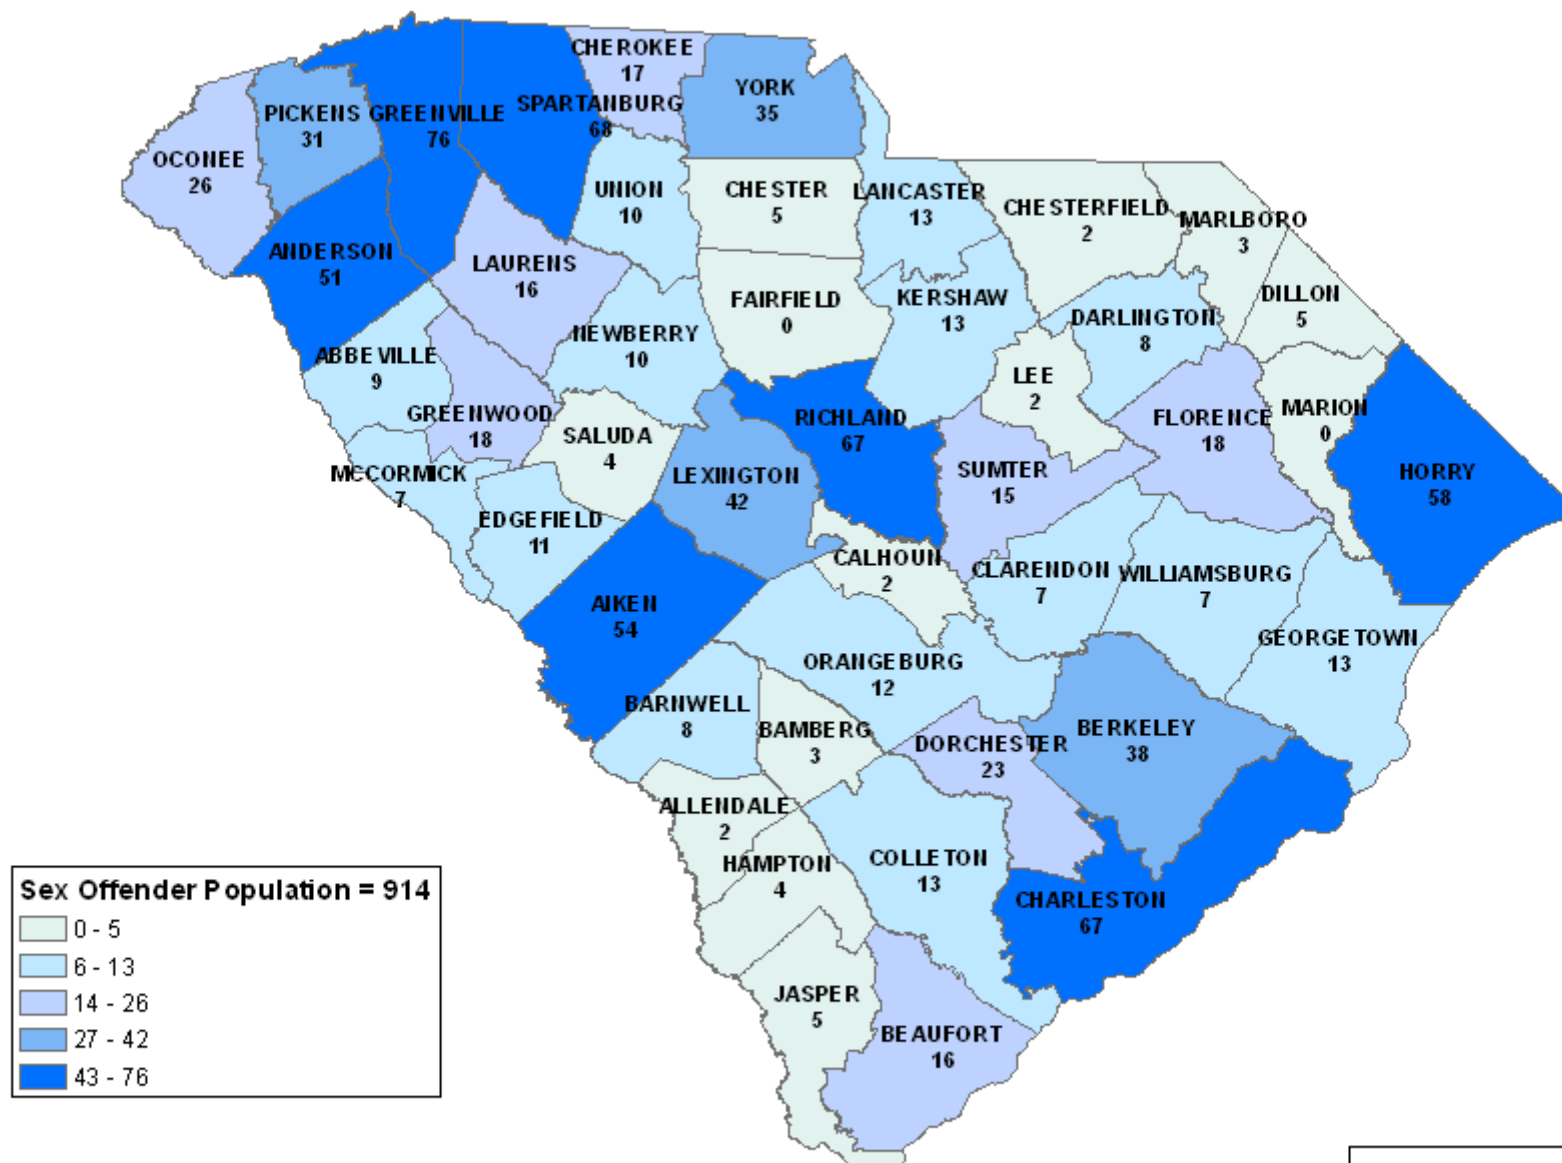 CHEROKEE
17
YORK
35
SPARTANBURG
68
GREENVILLE
76
PICKENS
31
OCONEE
26
UNION
10
CHESTER
5
LANCASTER
13
CHESTERFIELD
2
MARLBORO
3
ANDERSON
51
LAURENS
16
FAIRFIELD
0
KERSHAW
13
DILLON
5
DARLINGTON
8
NEWBERRY
10
ABBEVILLE
9
LEE
2
GREENWOOD
18
RICHLAND
67
FLORENCE
18
MARION
0
SALUDA
4
MCCORMICK
7
LEXINGTON
42
SUMTER
15
HORRY
58
EDGEFIELD
11
CALHOUN
2
CLARENDON
7
WILLIAMSBURG
7
AIKEN
54
GEORGETOWN
13
ORANGEBURG
12
BARNWELL
8
BAMBERG
3
DORCHESTER
23
BERKELEY
38
ALLENDALE
2
HAMPTON
4
COLLETON
13
CHARLESTON
67
JASPER
5
BEAUFORT
16
Sex Offender Population = 914
0 - 5
6 - 13
14 - 26
27 - 42
43 - 76